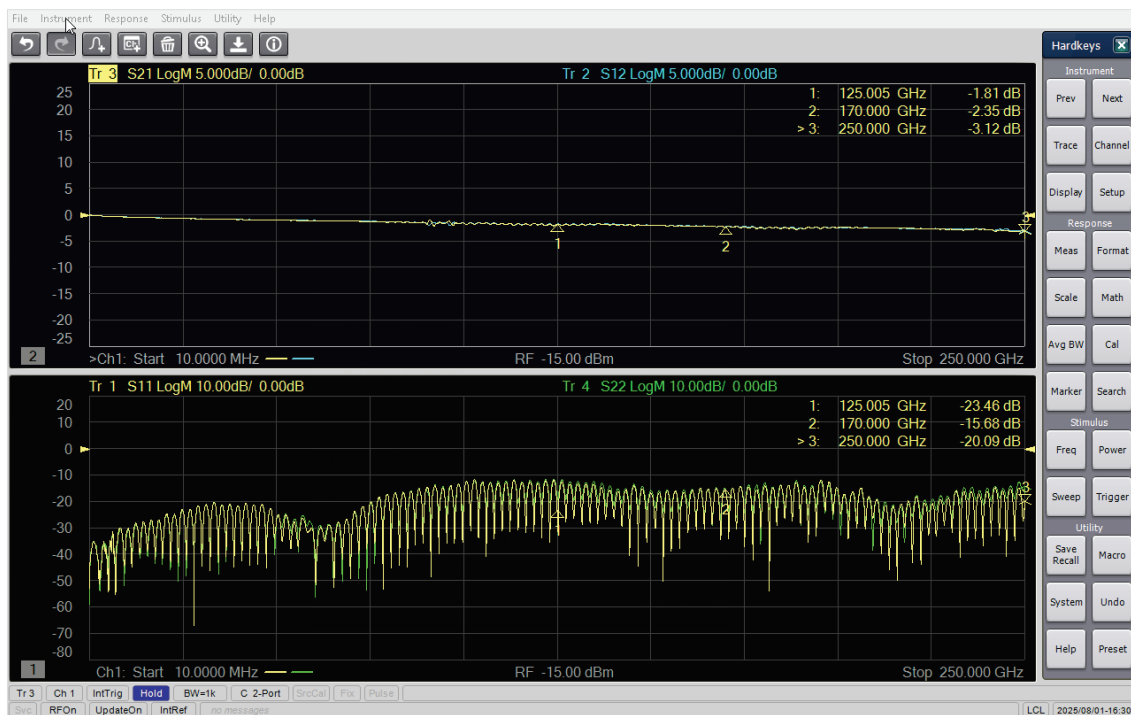 File Instrument Response Stimulus Utility Help
Tr 3 S21 LogM 5.000dB/ 0.00dB Tr 2 S12 LogM 5.000dB/ 0.00dB
1: 125.005 GHz -1.81 dB
2: 170.000 GHz -2.35 dB
> 3: 250.000 GHz -3.12 dB
25
20
15
10
5
0
-5
-10
-15
-20
-25
1
2
3
2
>Ch1: Start 10.0000 MHz RF -15.00 dBm Stop 250.000 GHz
Tr 1 S11 LogM 10.00dB/ 0.00dB Tr 4 S22 LogM 10.00dB/ 0.00dB
1: 125.005 GHz -23.46 dB
2: 170.000 GHz -15.68 dB
> 3: 250.000 GHz -20.09 dB
20
10
0
-10
-20
-30
-40
-50
-60
-70
-80
1
2
3
1
Ch1: Start 10.0000 MHz RF -15.00 dBm Stop 250.000 GHz
Hardkeys X
Instrument
Prev Next
Trace Channel
Display Setup
Response
Meas Format
Scale Math
Avg BW Cal
Marker Search
Stimulus
Freq Power
Sweep Trigger
Utility
Save Recall Macro
System Undo
Help Preset
Tr 3 Ch 1 IntTrig Hold BW=1k C 2-Port SrcCal Fix Pulse
Svc RFOn UpdateOn IntRef no messages LCL 2025/08/01-16:30